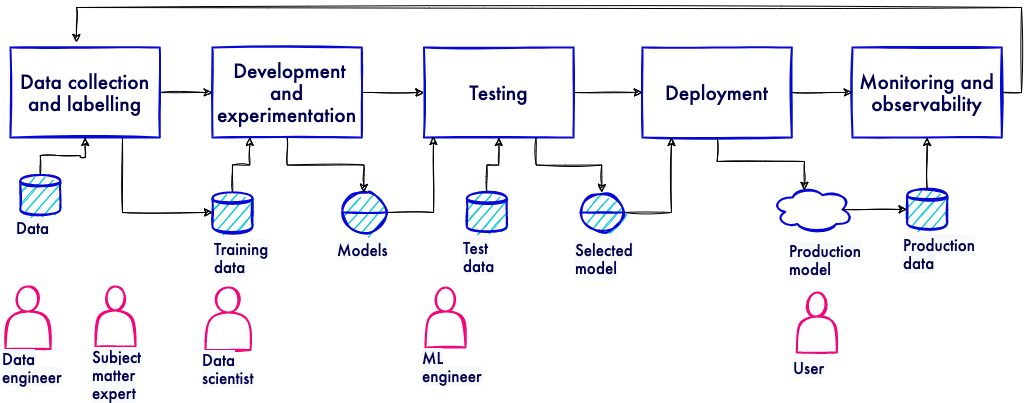 Data collection
and labelling
Development
and
experimentation
Testing
Deployment
Monitoring and
observability
Data
Training
data
Models
Test
data
Selected
model
Production
model
Production
data
Data
engineer
Subject
matter
expert
Data
scientist
ML
engineer
User